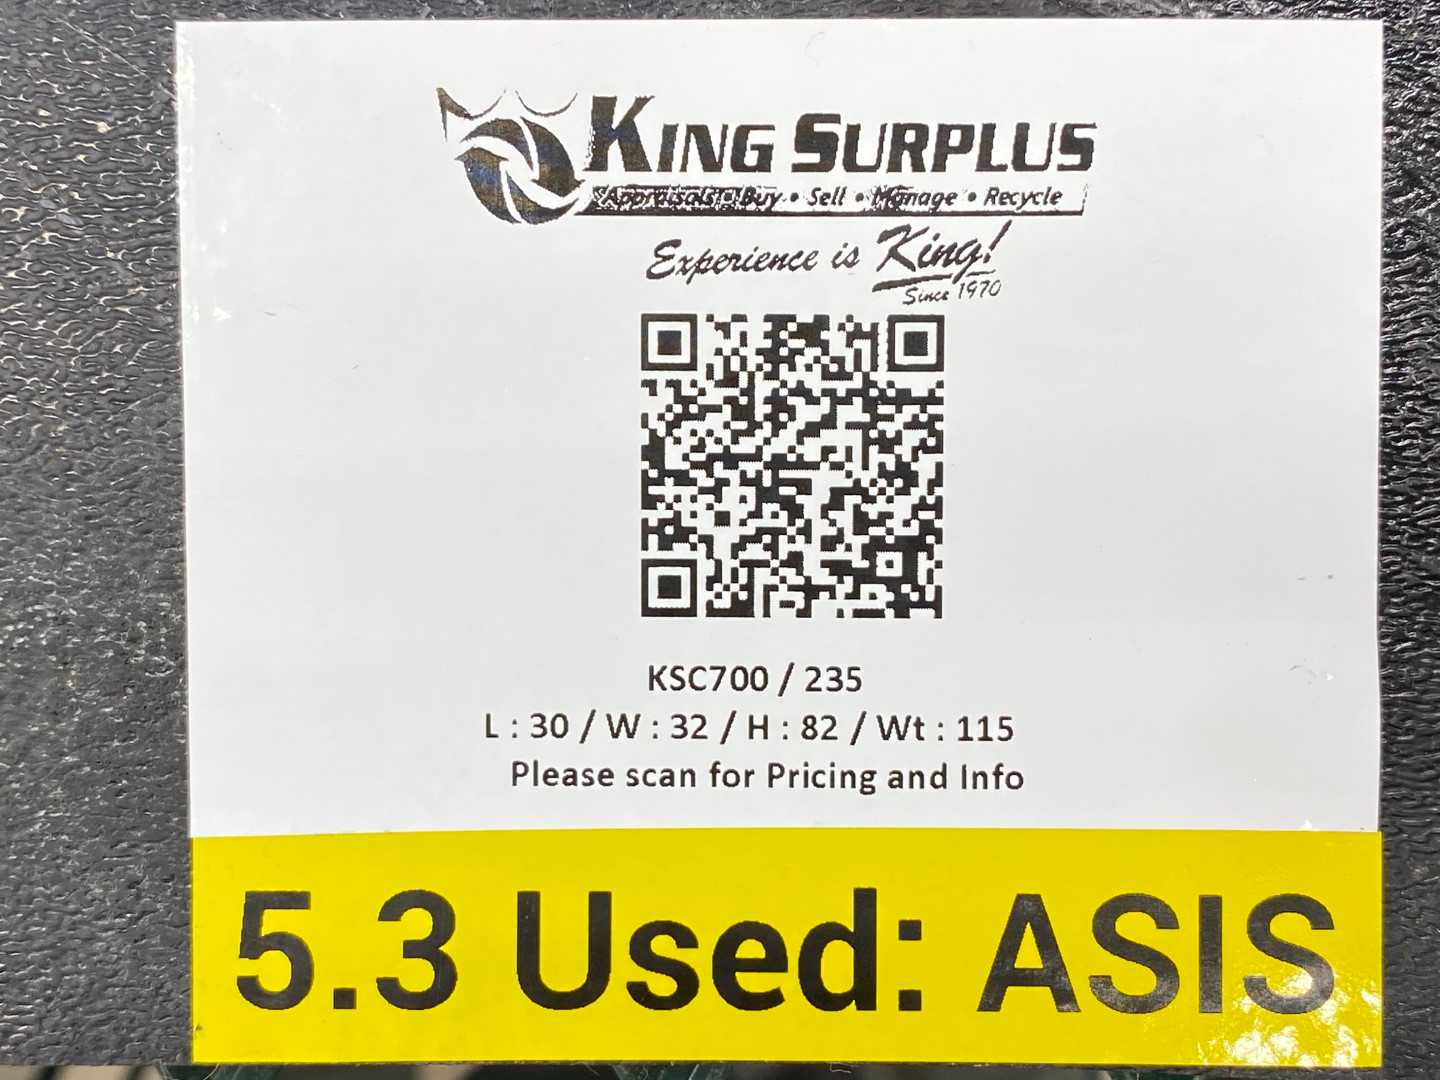 KING SURPLUS
Appraisals • Buy • Sell • Manage • Recycle
Experience is King!
Since 1970
KSC700 / 235
L : 30 / W : 32 / H : 82 / Wt : 115
Please scan for Pricing and Info
5.3 Used: ASIS